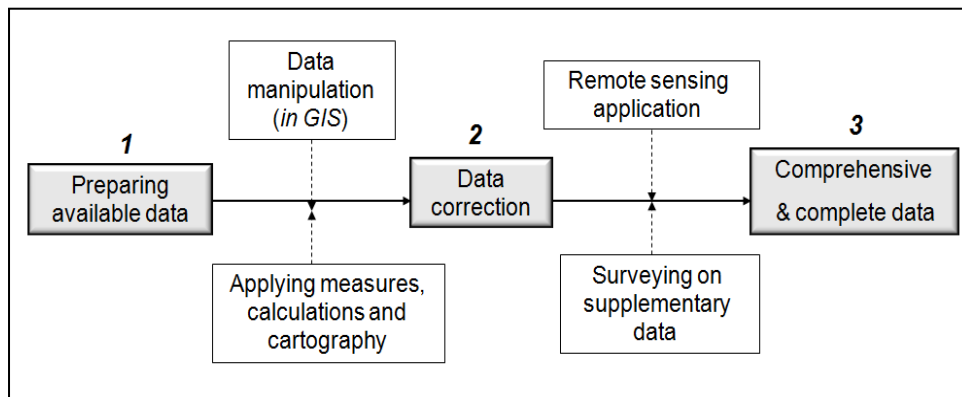 Data
manipulation
(in GIS)
Remote sensing
application
1
2
3
Preparing
available data
Data
correction
Comprehensive
& complete data
Applying measures,
calculations and
cartography
Surveying on
supplementary
data